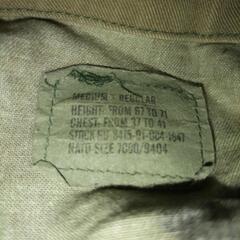 MEDIUM - REGULAR
HEIGHT: FROM 67 TO 71
CHEST: FROM 37 TO 41
STOCK NO 8415-01-084-1647
NATO SIZE 7080/9404